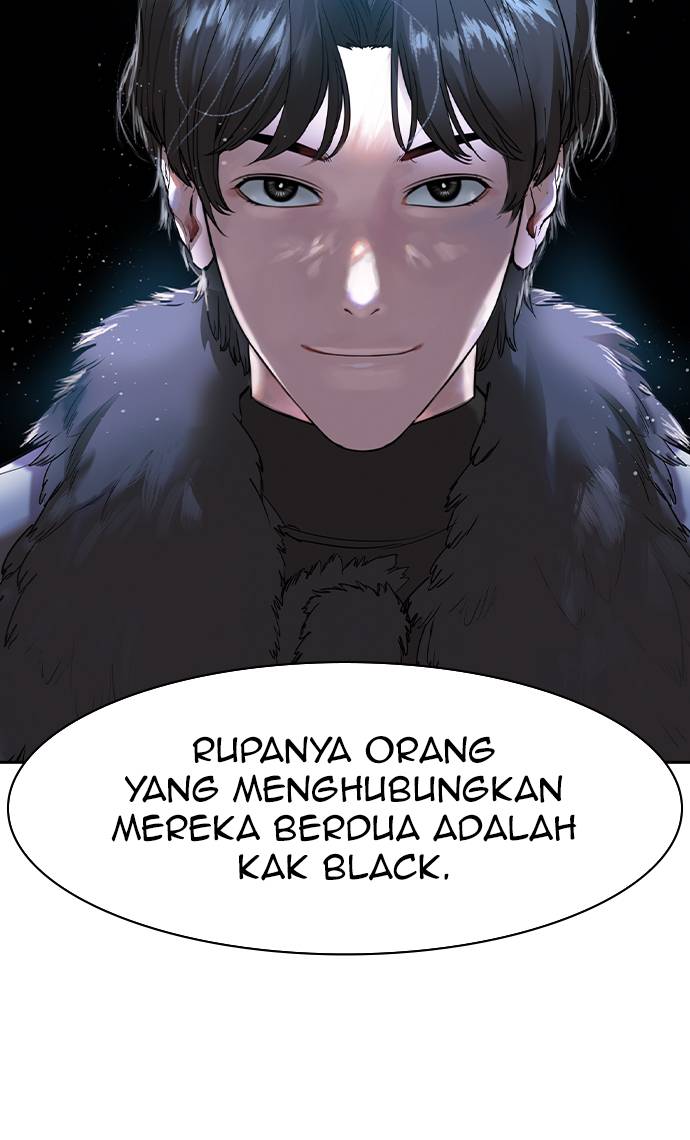 RUPANYA ORANG
YANG MENGHUBUNGKAN
MEREKA BERDUA ADALAH
KAK BLACK.